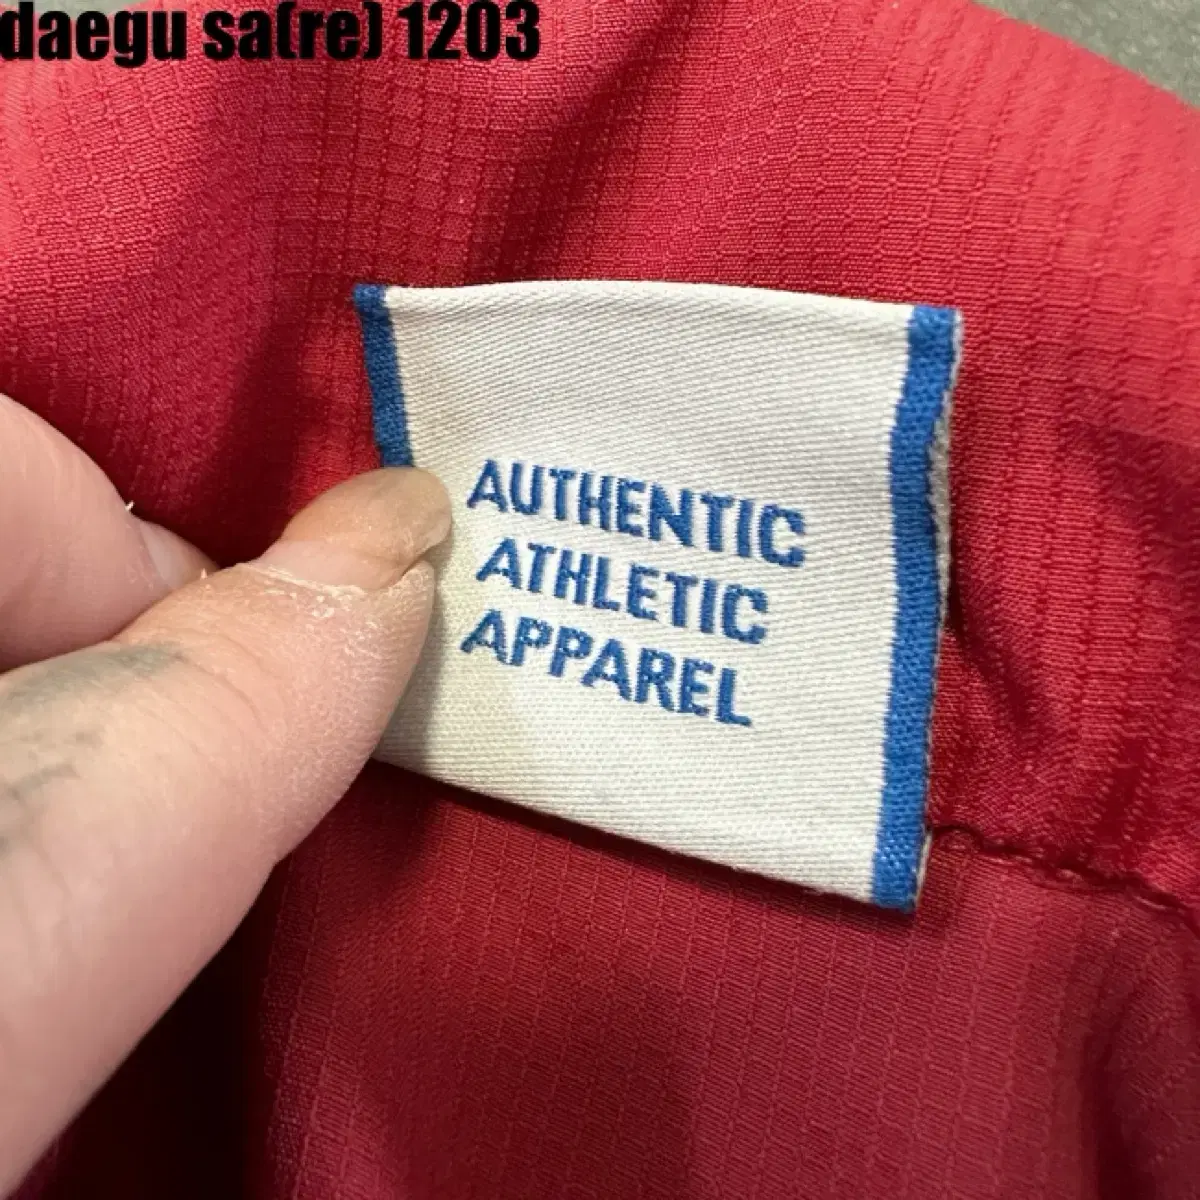 daegu sa(re) 1203
AUTHENTIC
ATHLETIC
APPAREL